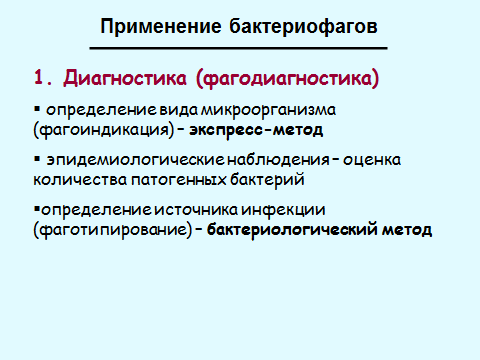 Применение бактериофагов
1. Диагностика (фагодиагностика)
▪ определение вида микроорганизма
(фагоиндикация) – экспресс-метод
▪ эпидемиологические наблюдения – оценка
количества патогенных бактерий
▪определение источника инфекции
(фаготипирование) – бактериологический метод